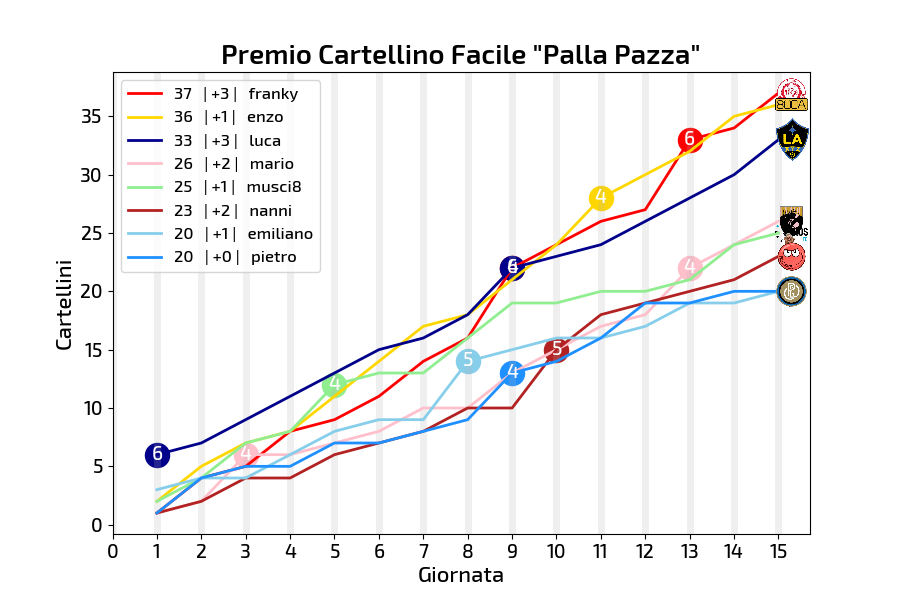 Premio Cartellino Facile "Palla Pazza"
37 | +3 | franky
36 | +1 | enzo
33 | +3 | luca
26 | +2 | mario
25 | +1 | musci8
23 | +2 | nanni
20 | +1 | emiliano
20 | +0 | pietro
Cartellini
35
30
25
20
15
10
5
0
6
4
4
5
4
5
4
6
4
6
BUCA
LA
0 1 2 3 4 5 6 7 8 9 10 11 12 13 14 15
Giornata